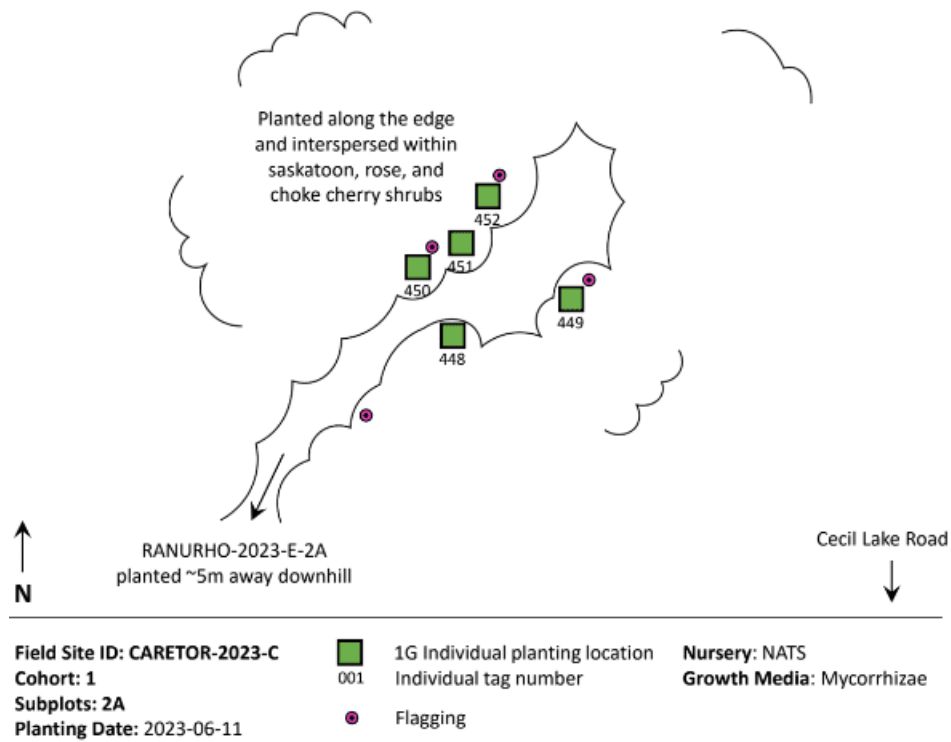 Planted along the edge
and interspersed within
saskatoon, rose, and
choke cherry shrubs
452
451
450
449
448
RANURHO-2023-E-2A
planted ~5m away downhill
Cecil Lake Road
N
Field Site ID: CARETOR-2023-C
Cohort: 1
Subplots: 2A
Planting Date: 2023-06-11
1G Individual planting location
001 Individual tag number
Flagging
Nursery: NATS
Growth Media: Mycorrhizae